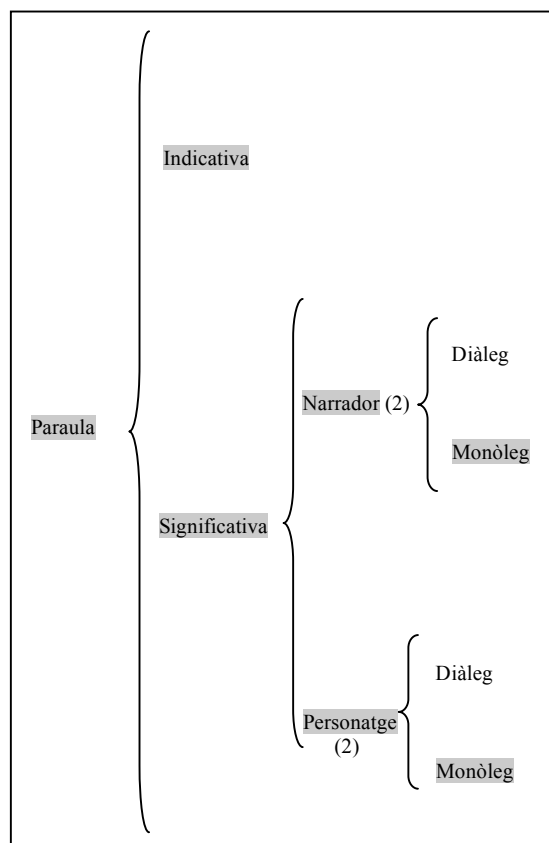 Indicativa
Diàleg
Narrador (2)
Paraula
Monòleg
Significativa
Diàleg
Personatge
(2)
Monòleg